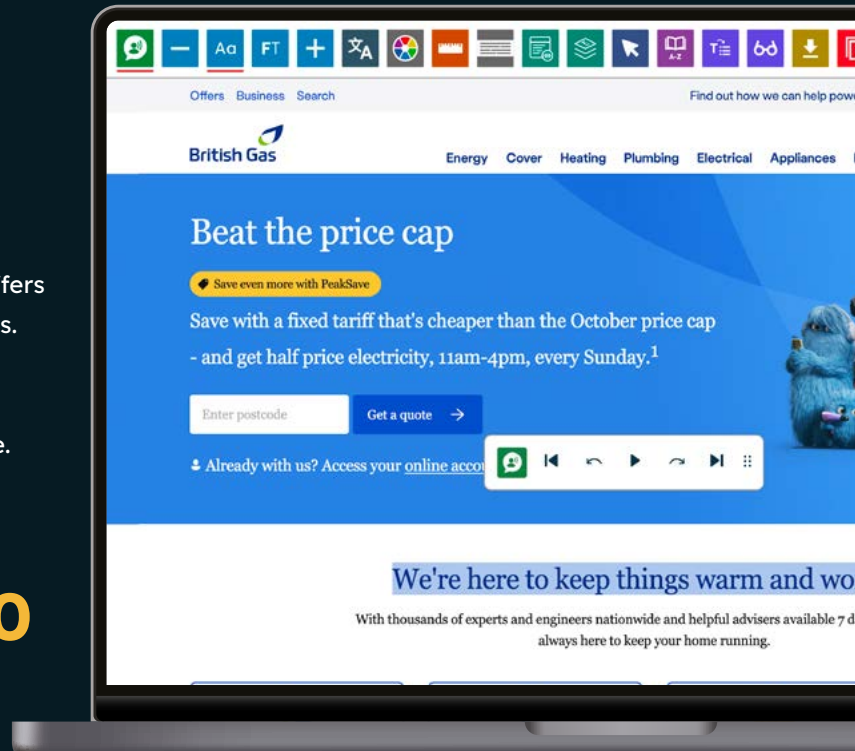 Aa
FT
A-Z
Offers Business Search
Find out how we can help
British Gas
Energy Cover Heating Plumbing Electrical Appliances
Beat the price cap
Save even more with PeakSave
Save with a fixed tariff that's cheaper than the October price cap
- and get half price electricity, 11am-4pm, every Sunday.1
Enter postcode
Get a quote →
Already with us? Access your online
We're here to keep things warm and
With thousands of experts and engineers nationwide and helpful advisers available 7
always here to keep your home running.